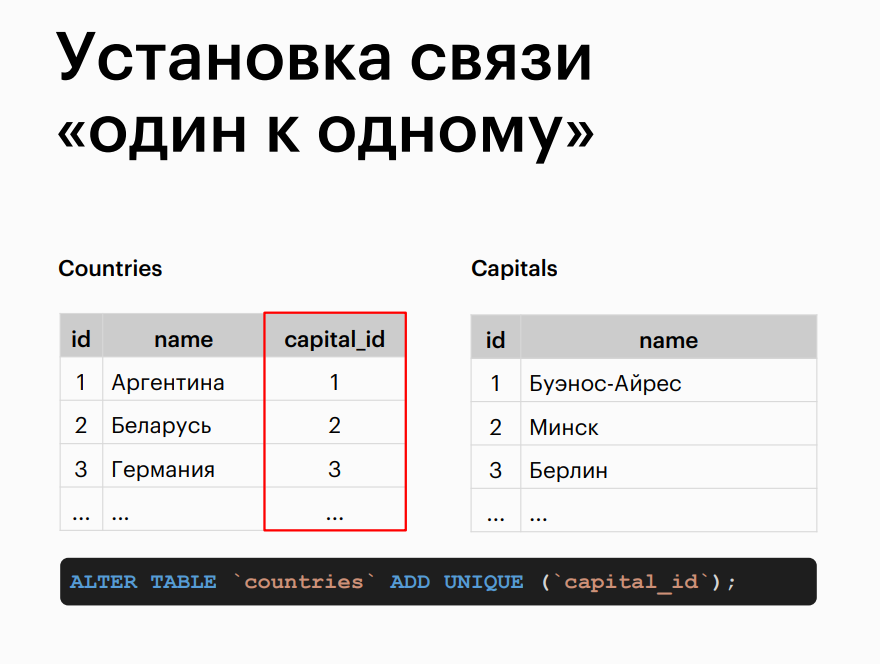 Установка связи
«один к одному»
Countries
Capitals
id name capital_id
1 Аргентина 1
2 Беларусь 2
3 Германия 3
... ... ...
id name
1 Буэнос-Айрес
2 Минск
3 Берлин
... ...
ALTER TABLE `countries` ADD UNIQUE (`capital_id`);